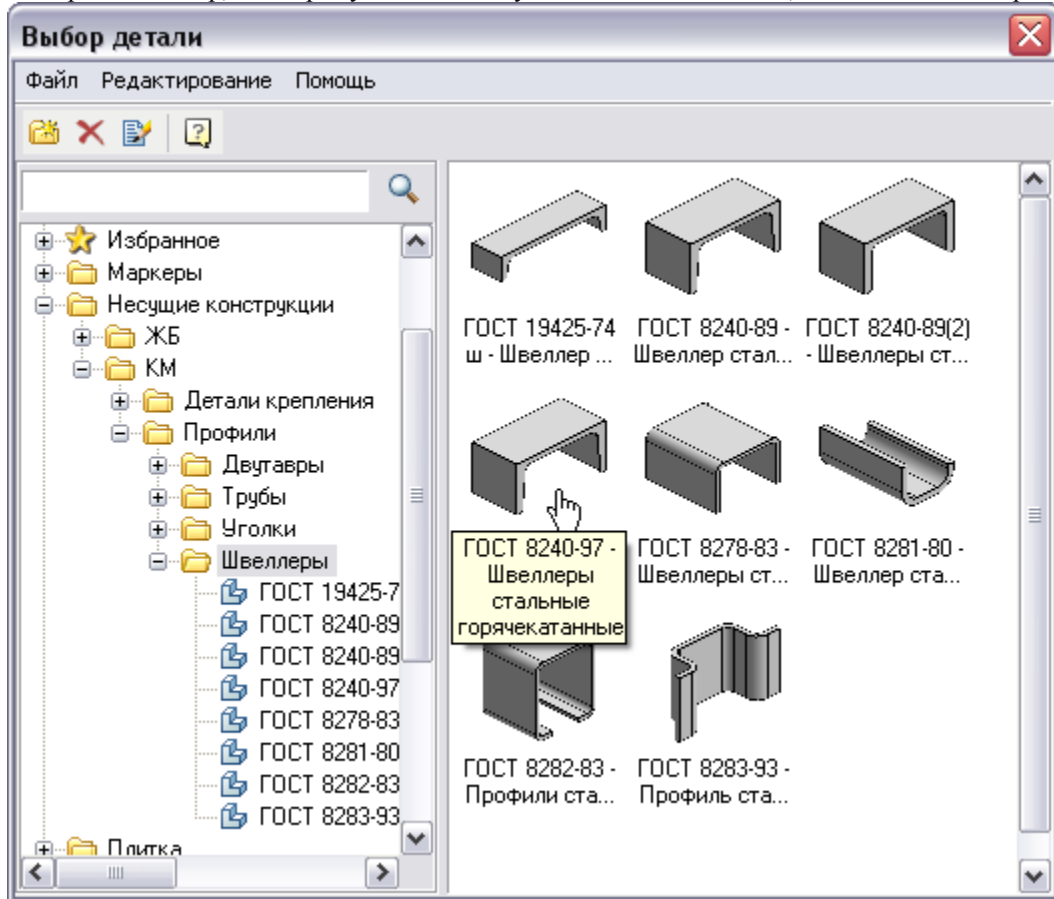 Выбор детали
Файл Редактирование Помощь
Избранное
Маркеры
Несущие конструкции
ЖБ
КМ
Детали крепления
Профили
Двутавры
Трубы
Уголки
Швеллеры
ГОСТ 19425-7
ГОСТ 8240-89
ГОСТ 8240-89
ГОСТ 8240-97
ГОСТ 8278-83
ГОСТ 8281-80
ГОСТ 8282-83
ГОСТ 8283-93
Плитка
ГОСТ 19425-74
ш - Швеллер ...
ГОСТ 8240-89 -
Швеллер стал...
ГОСТ 8240-89(2)
- Швеллеры ст...
ГОСТ 8240-97 -
Швеллеры
стальные
горячекатанные
ГОСТ 8278-83 -
Швеллеры ст...
ГОСТ 8281-80 -
Швеллер ста...
ГОСТ 8282-83 -
Профили ста...
ГОСТ 8283-93 -
Профиль ста...